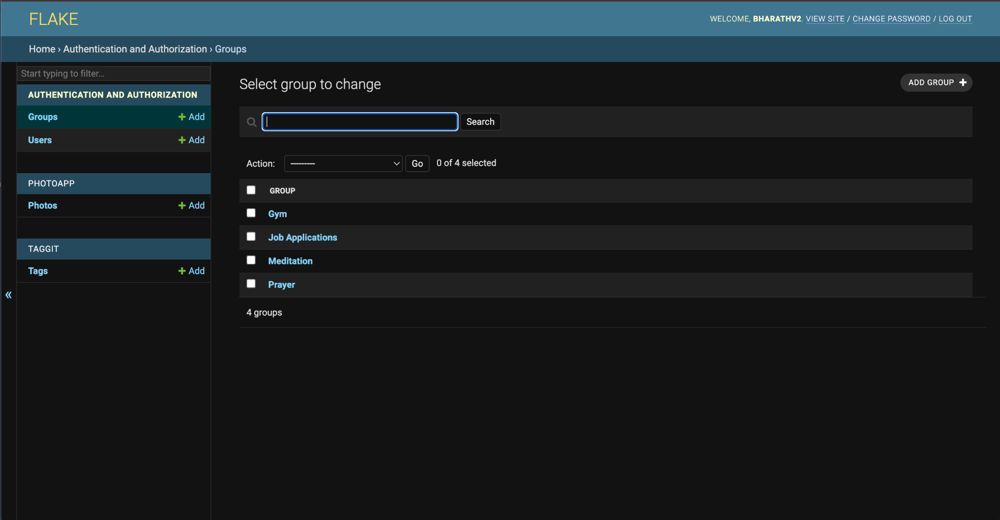 FLAKE
WELCOME, BHARATHV2. VIEW SITE / CHANGE PASSWORD / LOG OUT
Home › Authentication and Authorization › Groups
Start typing to filter...
AUTHENTICATION AND AUTHORIZATION
Groups + Add
Users + Add
PHOTOAPP
Photos + Add
TAGGIT
Tags + Add
«
Select group to change
ADD GROUP +
Search
Action: --------- Go 0 of 4 selected
GROUP
Gym
Job Applications
Meditation
Prayer
4 groups